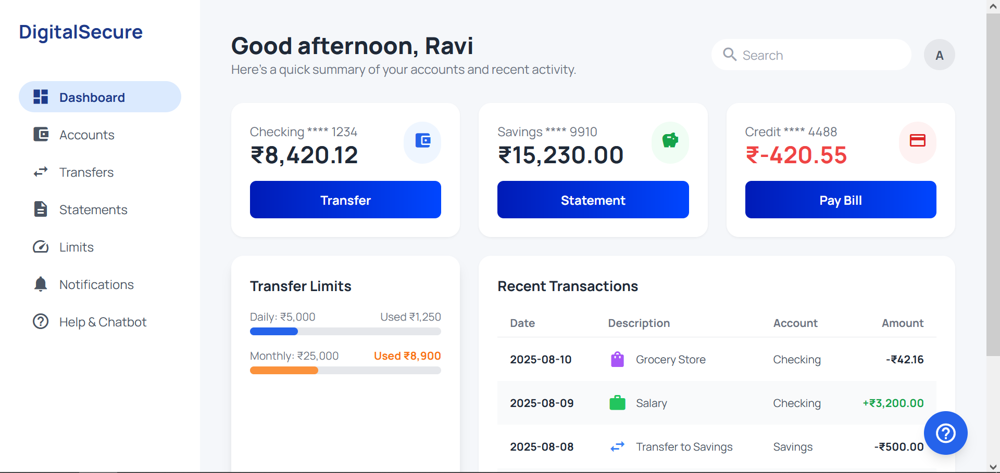 DigitalSecure
Dashboard
Accounts
Transfers
Statements
Limits
Notifications
Help & Chatbot
Good afternoon, Ravi
Here's a quick summary of your accounts and recent activity.
Search
A
Checking **** 1234
₹8,420.12
Transfer
Savings **** 9910
₹15,230.00
Statement
Credit **** 4488
₹-420.55
Pay Bill
Transfer Limits
Daily: ₹5,000 Used ₹1,250
Monthly: ₹25,000 Used ₹8,900
Recent Transactions
Date Description Account Amount
2025-08-10 Grocery Store Checking -₹42.16
2025-08-09 Salary Checking +₹3,200.00
2025-08-08 Transfer to Savings Savings -₹500.00